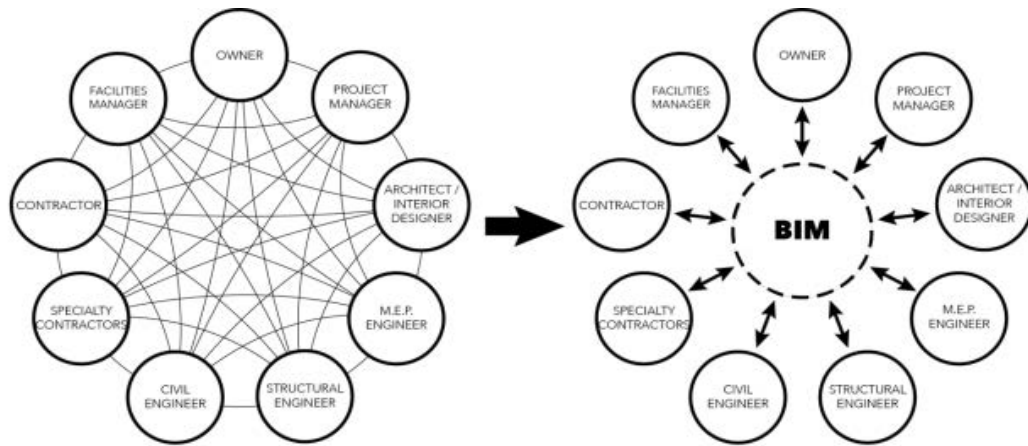 OWNER
FACILITIES
MANAGER
PROJECT
MANAGER
CONTRACTOR
ARCHITECT /
INTERIOR
DESIGNER
SPECIALTY
CONTRACTORS
M.E.P.
ENGINEER
CIVIL
ENGINEER
STRUCTURAL
ENGINEER
OWNER
FACILITIES
MANAGER
PROJECT
MANAGER
CONTRACTOR
BIM
ARCHITECT /
INTERIOR
DESIGNER
SPECIALTY
CONTRACTORS
M.E.P.
ENGINEER
CIVIL
ENGINEER
STRUCTURAL
ENGINEER